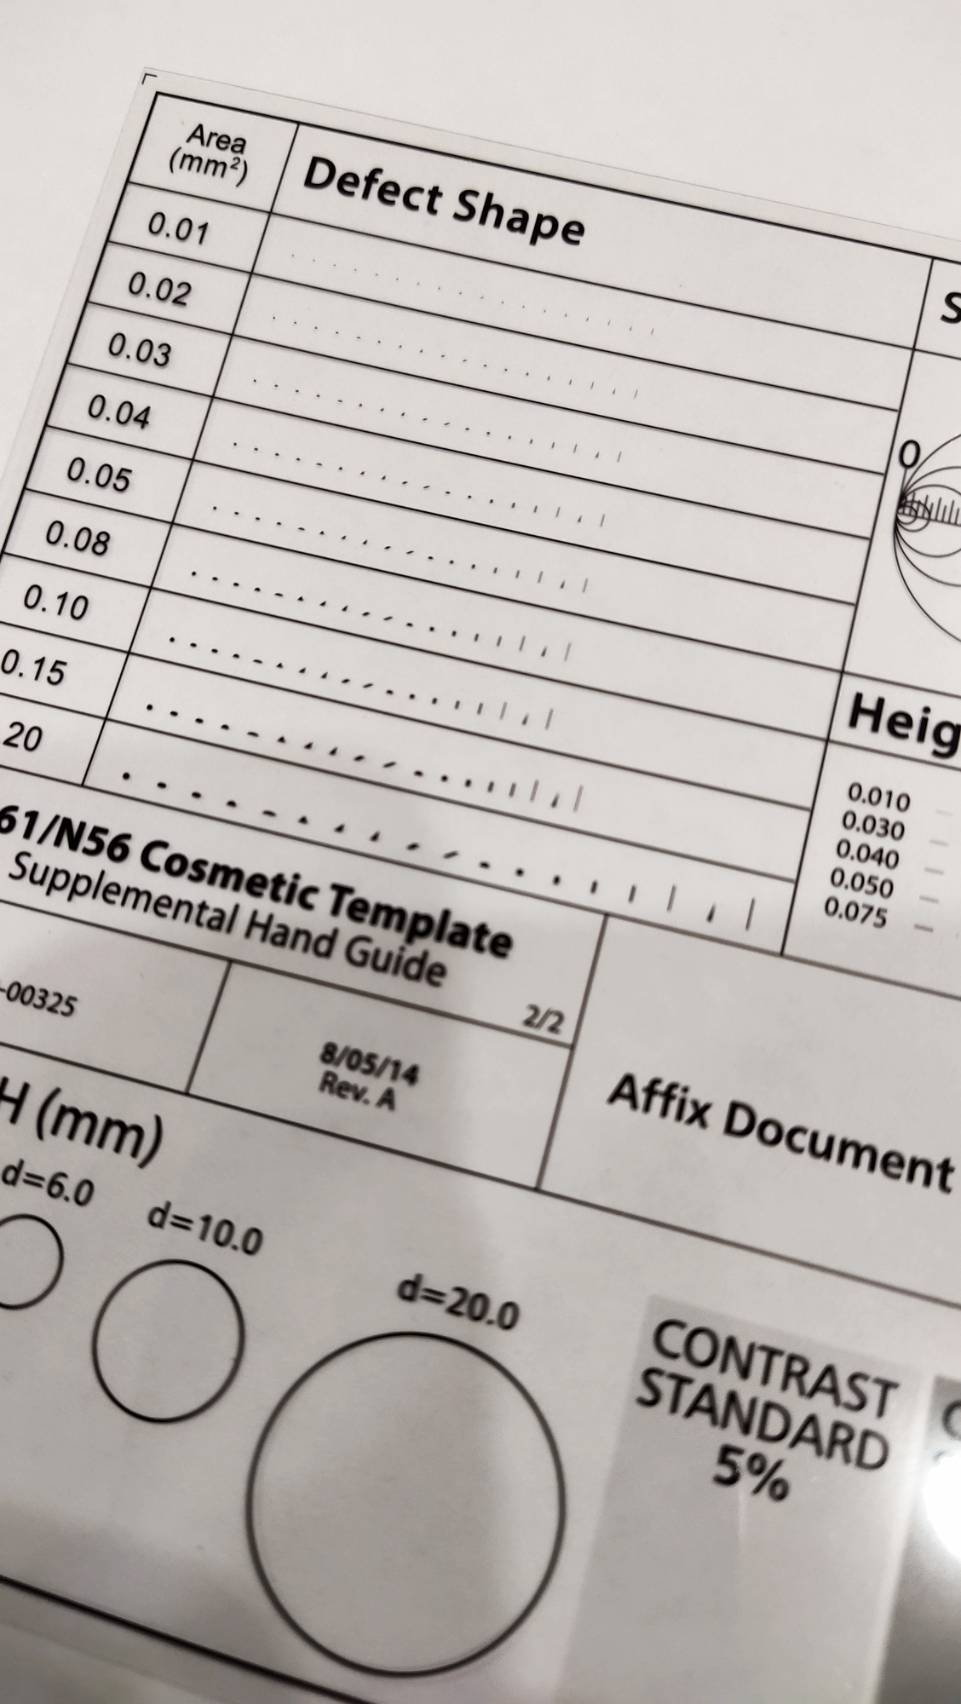 Area
(mm²)
Defect Shape
S
0.01
0.02
0.03
0.04
0.05
0.08
0.10
0.15
20
0
Heig
0.010
0.030
0.040
0.050
0.075
61/N56 Cosmetic Template
Supplemental Hand Guide
2/2
-00325
8/05/14
Rev. A
Affix Document
H (mm)
d=6.0
d=10.0
d=20.0
CONTRAST
STANDARD
5%